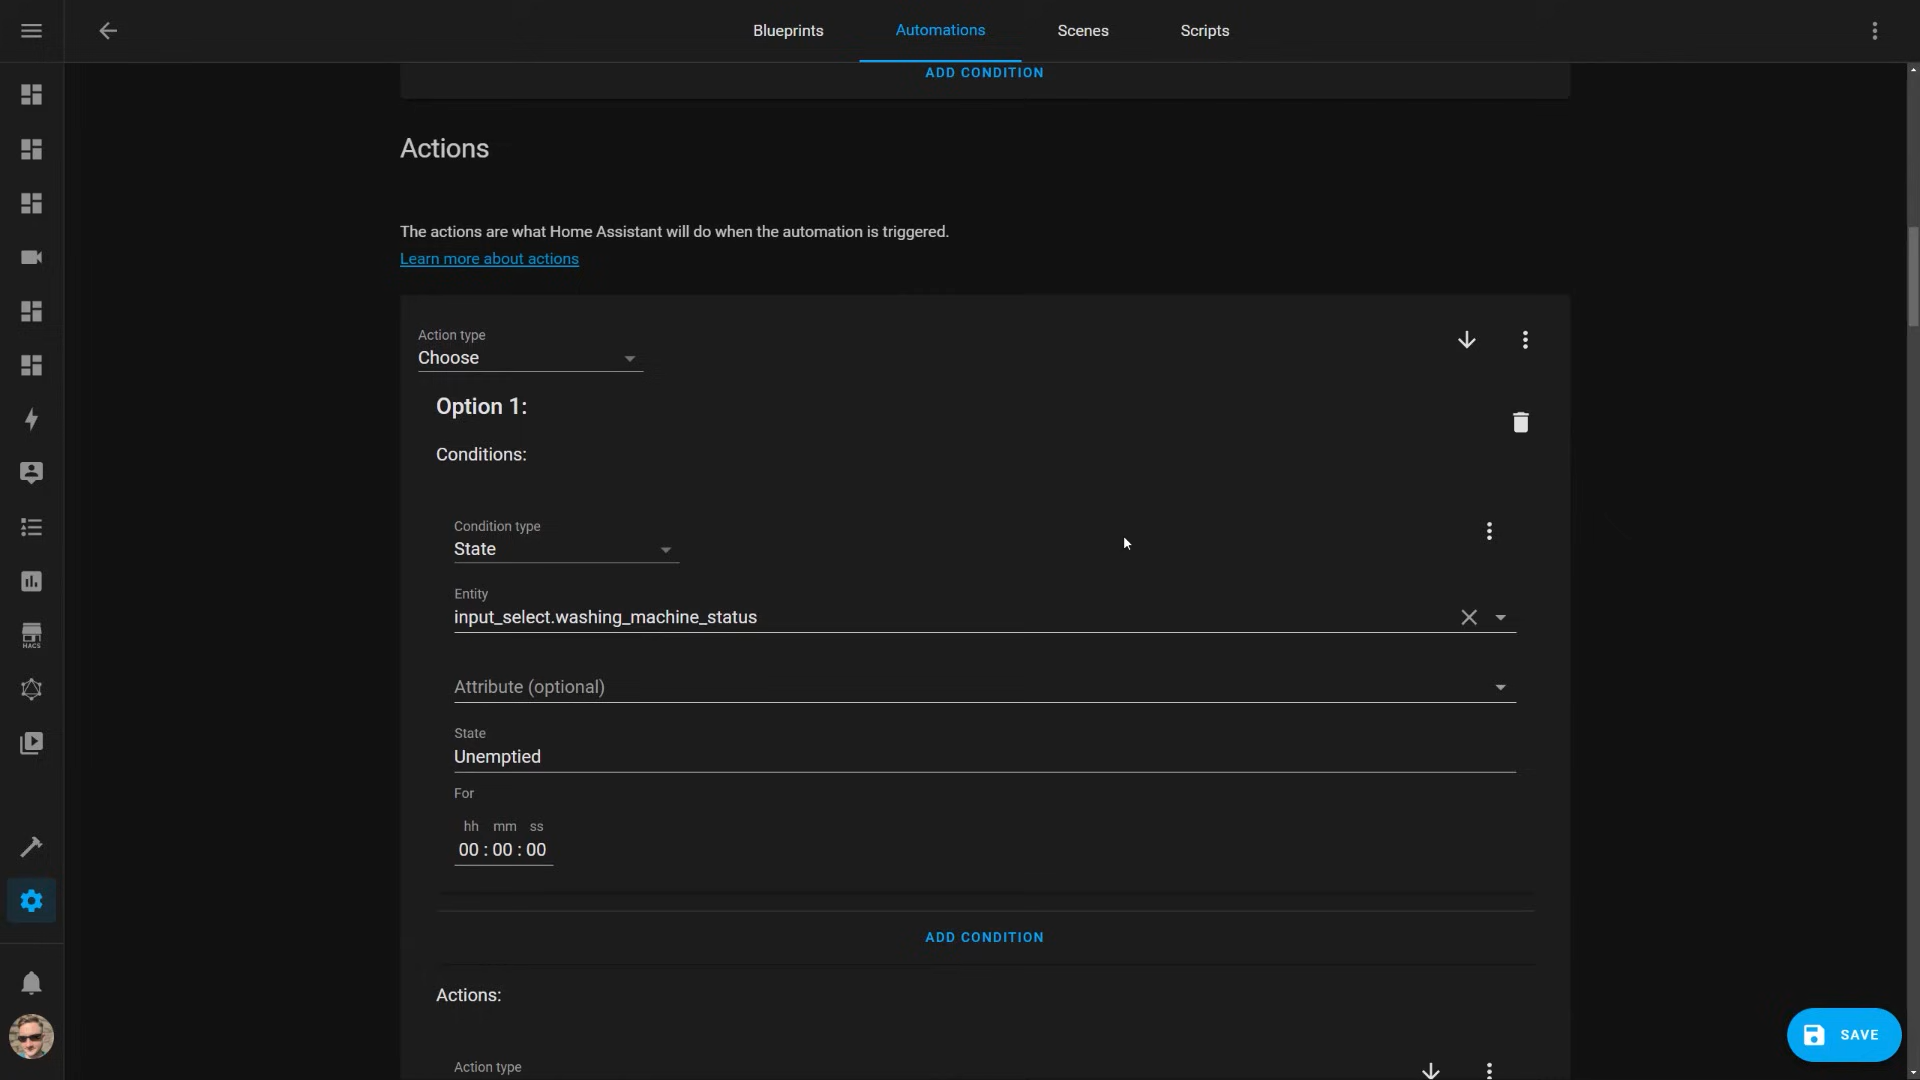 Blueprints
Automations
Scenes
Scripts
ADD CONDITION
Actions
The actions are what Home Assistant will do when the automation is triggered.
Learn more about actions
Action type
Choose
Option 1:
Conditions:
Condition type
State
Entity
input_select.washing_machine_status
Attribute (optional)
State
Unemptied
For
hh mm ss
00 : 00 : 00
ADD CONDITION
Actions:
Action type
HACS
SAVE